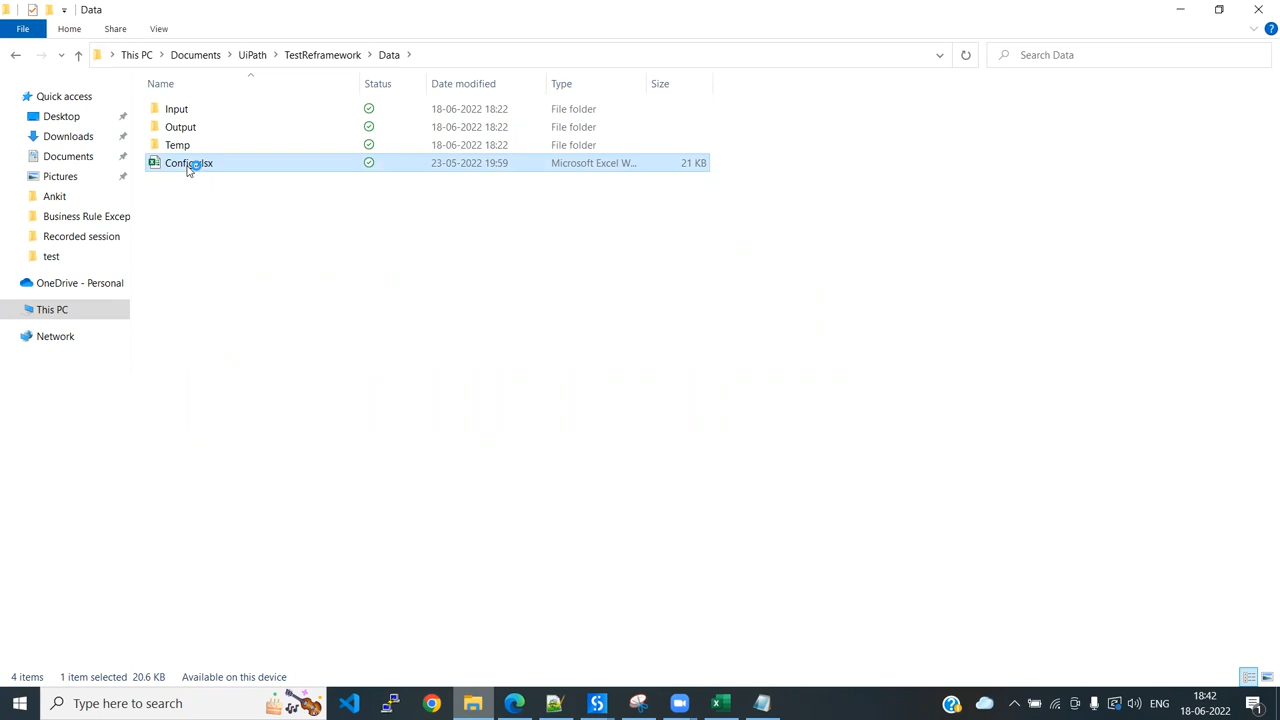 Data
File Home Share View
This PC Documents UiPath TestReframework Data
Search Data
Name Status Date modified Type Size
Quick access
Desktop
Downloads
Documents
Pictures
Ankit
Business Rule Excep
Recorded session
test
OneDrive - Personal
This PC
Network
Input 18-06-2022 18:22 File folder
Output 18-06-2022 18:22 File folder
Temp 18-06-2022 18:22 File folder
23-05-2022 19:59 Microsoft Excel W... 21 KB
4 items 1 item selected 20.6 KB Available on this device
Type here to search
ENG
18:42
18-06-2022
1